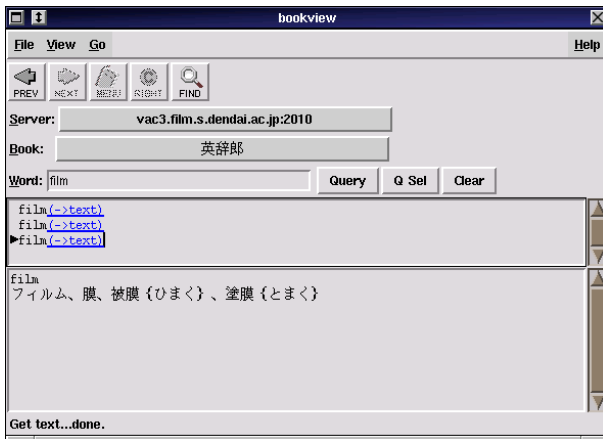 bookview
File View Go Help
PREV NEXT MENU RIGHT FIND
Server: vac3.film.s.dendai.ac.jp:2010
Book: 英辞郎
Word: film Query Q Sel Clear
film(->text)
film(->text)
▶film(->text)
film
フィルム、膜、被膜{ひまく}、塗膜{とまく}
Get text...done.